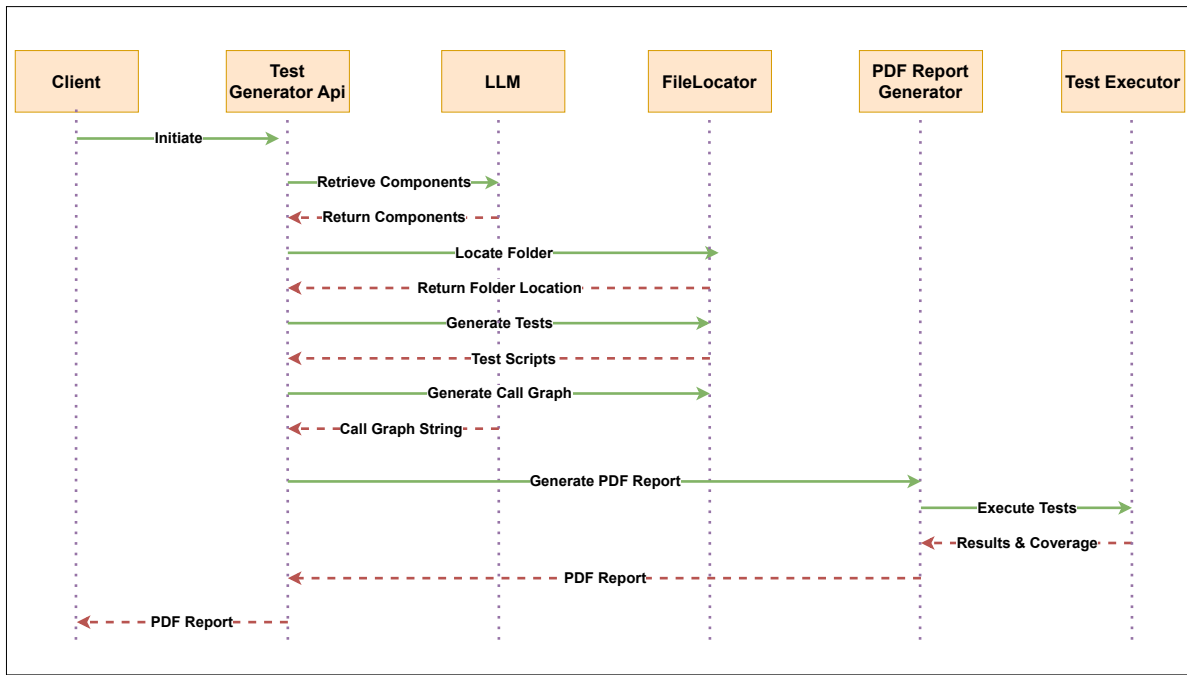 Client
Test
Generator Api
LLM
FileLocator
PDF Report
Generator
Test Executor
Initiate
Retrieve Components
Return Components
Locate Folder
Return Folder Location
Generate Tests
Test Scripts
Generate Call Graph
Call Graph String
Generate PDF Report
Execute Tests
Results & Coverage
PDF Report
PDF Report